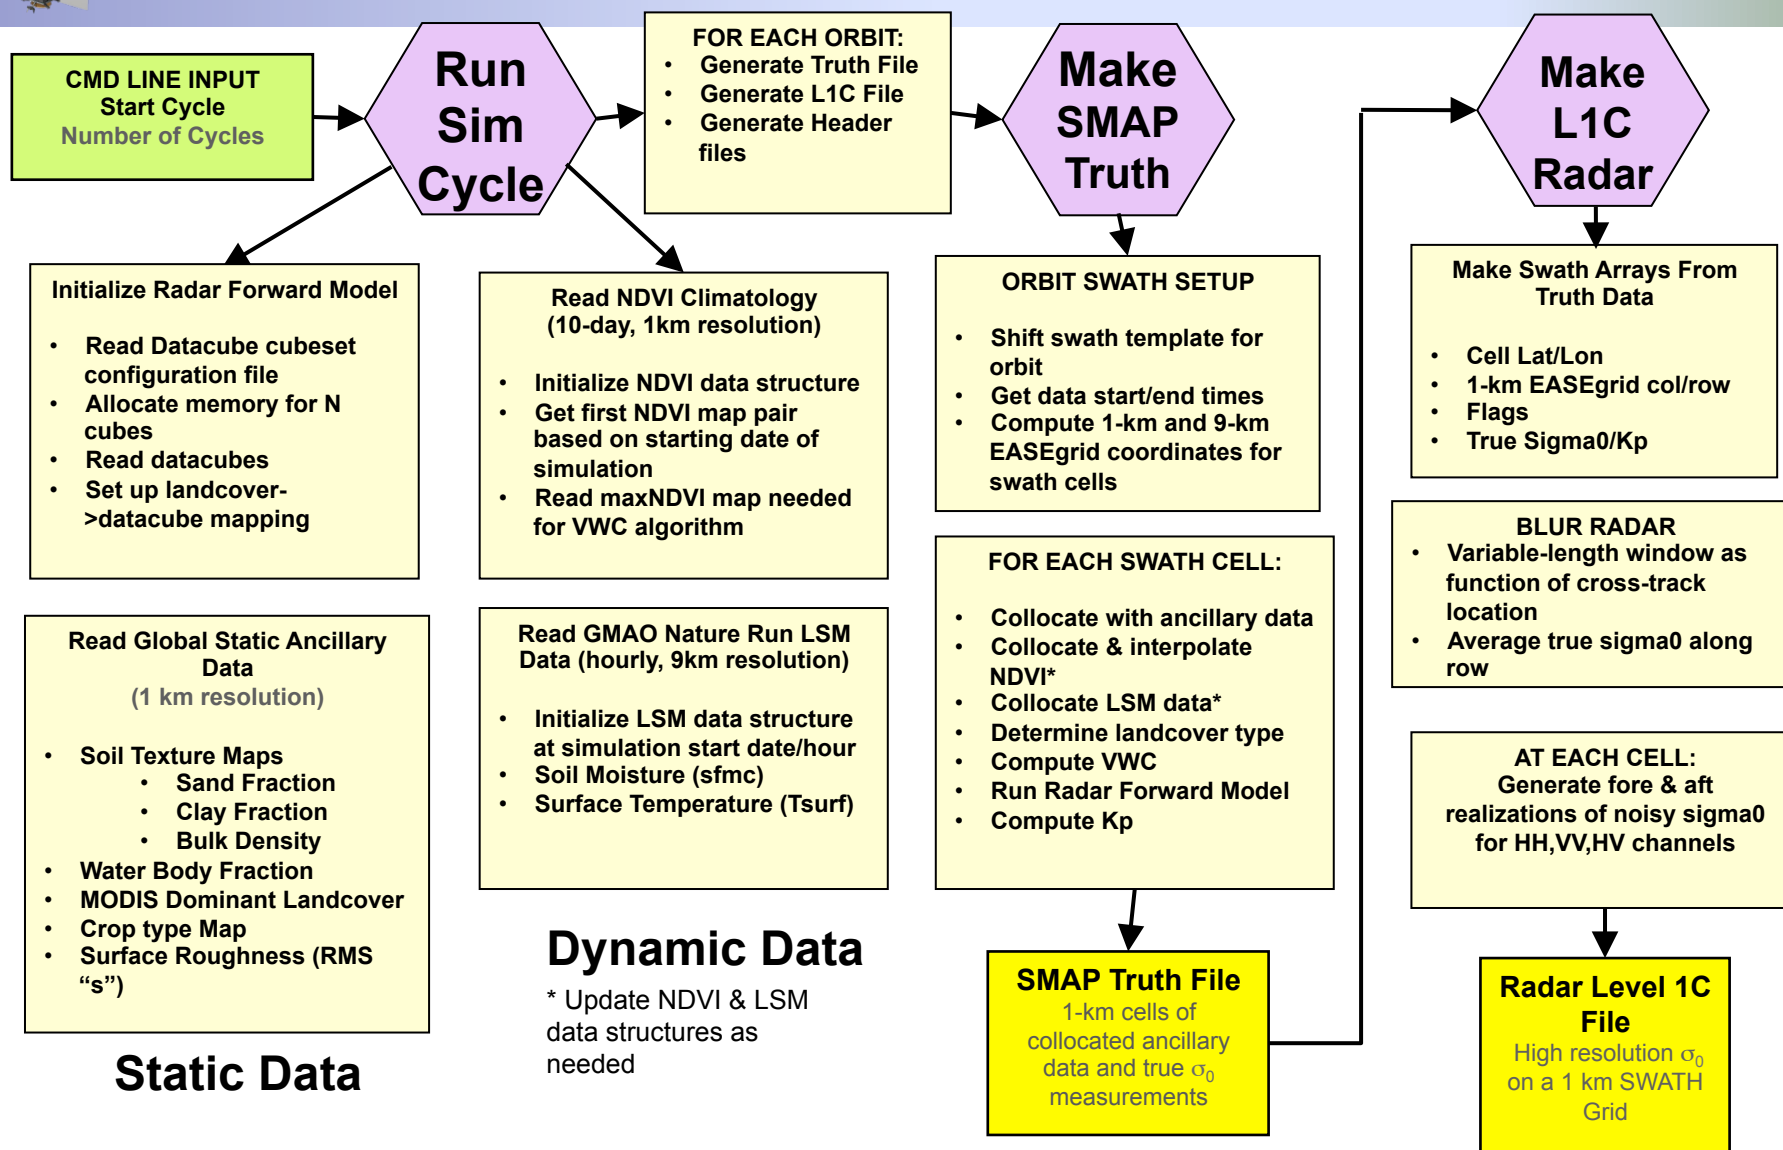 CMD LINE INPUT
Start Cycle
Number of Cycles
Run
Sim
Cycle
FOR EACH ORBIT:
• Generate Truth File
• Generate L1C File
• Generate Header
files
Make
SMAP
Truth
Make
L1C
Radar
Initialize Radar Forward Model
• Read Datacube cubeset
configuration file
• Allocate memory for N
cubes
• Read datacubes
• Set up landcover-
>datacube mapping
Read Global Static Ancillary
Data
(1 km resolution)
• Soil Texture Maps
• Sand Fraction
• Clay Fraction
• Bulk Density
• Water Body Fraction
• MODIS Dominant Landcover
• Crop type Map
• Surface Roughness (RMS
“s”)
Static Data
Read NDVI Climatology
(10-day, 1km resolution)
• Initialize NDVI data structure
• Get first NDVI map pair
based on starting date of
simulation
• Read maxNDVI map needed
for VWC algorithm
Read GMAO Nature Run LSM
Data (hourly, 9km resolution)
• Initialize LSM data structure
at simulation start date/hour
• Soil Moisture (sfmc)
• Surface Temperature (Tsurf)
Dynamic Data
* Update NDVI & LSM
data structures as
needed
ORBIT SWATH SETUP
• Shift swath template for
orbit
• Get data start/end times
• Compute 1-km and 9-km
EASEgrid coordinates for
swath cells
FOR EACH SWATH CELL:
• Collocate with ancillary data
• Collocate & interpolate
NDVI*
• Collocate LSM data*
• Determine landcover type
• Compute VWC
• Run Radar Forward Model
• Compute Kp
SMAP Truth File
1-km cells of
collocated ancillary
data and true σ0
measurements
Make Swath Arrays From
Truth Data
• Cell Lat/Lon
• 1-km EASEgrid col/row
• Flags
• True Sigma0/Kp
BLUR RADAR
• Variable-length window as
function of cross-track
location
• Average true sigma0 along
row
AT EACH CELL:
Generate fore & aft
realizations of noisy sigma0
for HH,VV,HV channels
Radar Level 1C
File
High resolution σ0
on a 1 km SWATH
Grid